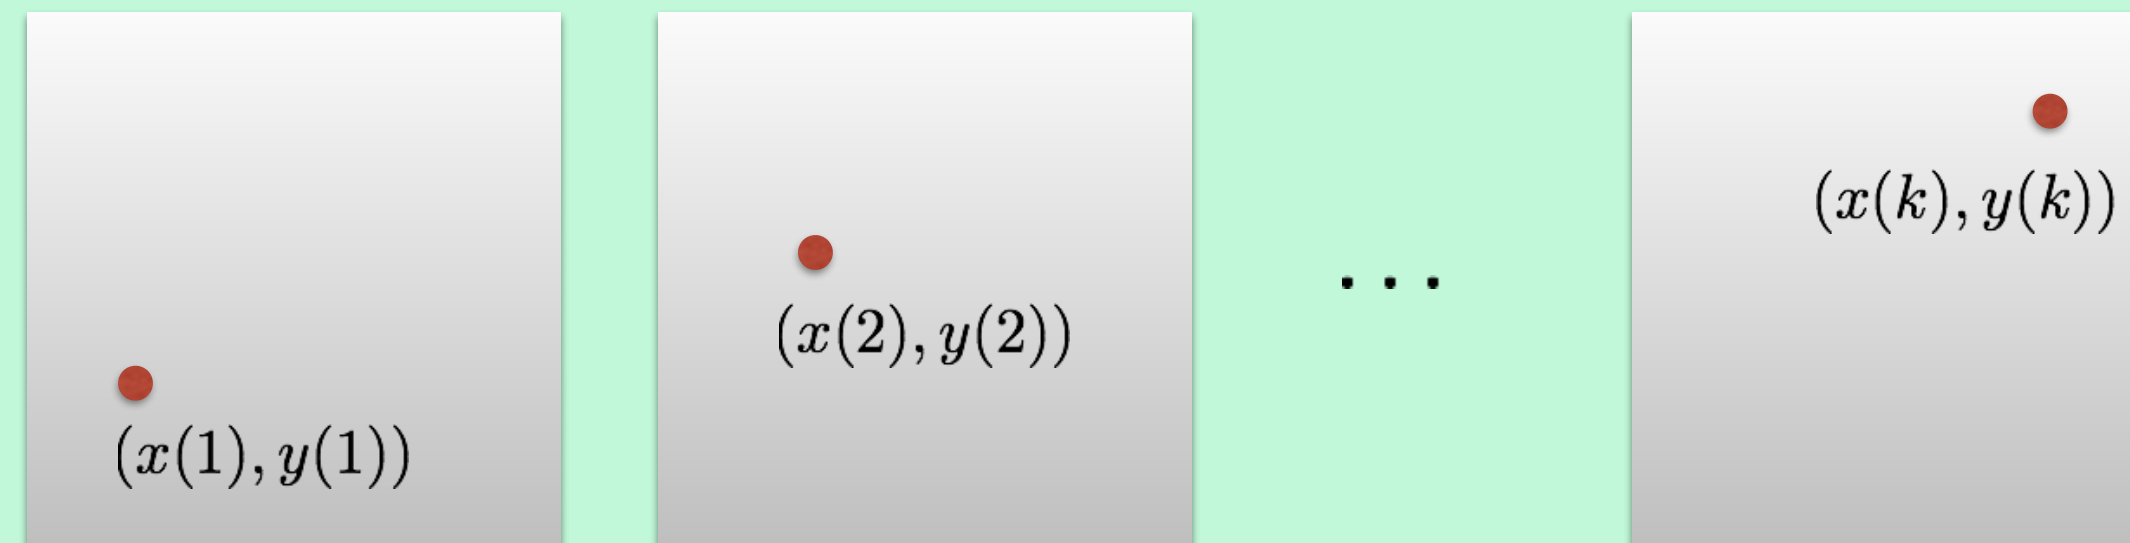 (x(1), y(1))
(x(2), y(2))
...
(x(k), y(k))